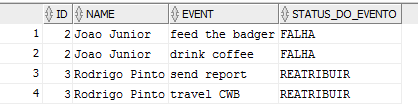 ID NAME EVENT STATUS_DO_EVENTO
1 2 Joao Junior feed the badger FALHA
2 2 Joao Junior drink coffee FALHA
3 3 Rodrigo Pinto send report REATRIBUIR
4 3 Rodrigo Pinto travel CWB REATRIBUIR